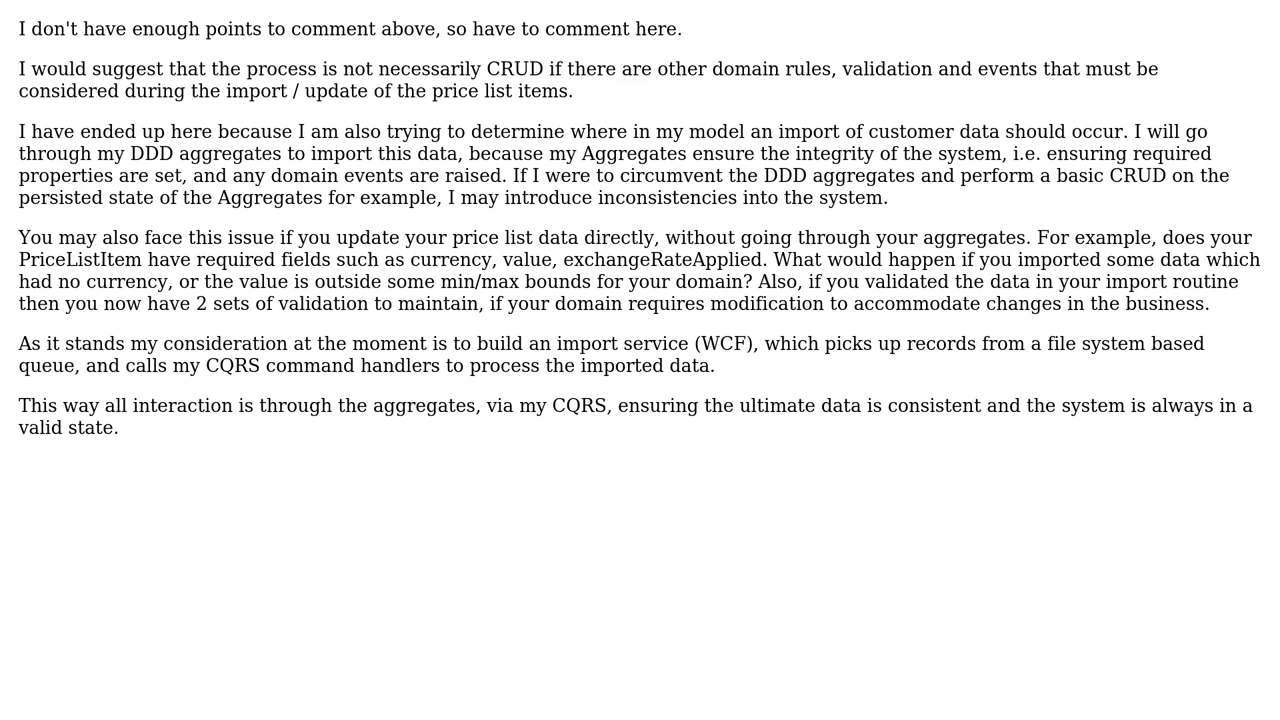 I don't have enough points to comment above, so have to comment here.
I would suggest that the process is not necessarily CRUD if there are other domain rules, validation and events that must be
considered during the import / update of the price list items.
I have ended up here because I am also trying to determine where in my model an import of customer data should occur. I will go
through my DDD aggregates to import this data, because my Aggregates ensure the integrity of the system, i.e. ensuring required
properties are set, and any domain events are raised. If I were to circumvent the DDD aggregates and perform a basic CRUD on the
persisted state of the Aggregates for example, I may introduce inconsistencies into the system.
You may also face this issue if you update your price list data directly, without going through your aggregates. For example, does your
PriceListItem have required fields such as currency, value, exchangeRateApplied. What would happen if you imported some data which
had no currency, or the value is outside some min/max bounds for your domain? Also, if you validated the data in your import routine
then you now have 2 sets of validation to maintain, if your domain requires modification to accommodate changes in the business.
As it stands my consideration at the moment is to build an import service (WCF), which picks up records from a file system based
queue, and calls my CQRS command handlers to process the imported data.
This way all interaction is through the aggregates, via my CQRS, ensuring the ultimate data is consistent and the system is always in a
valid state.